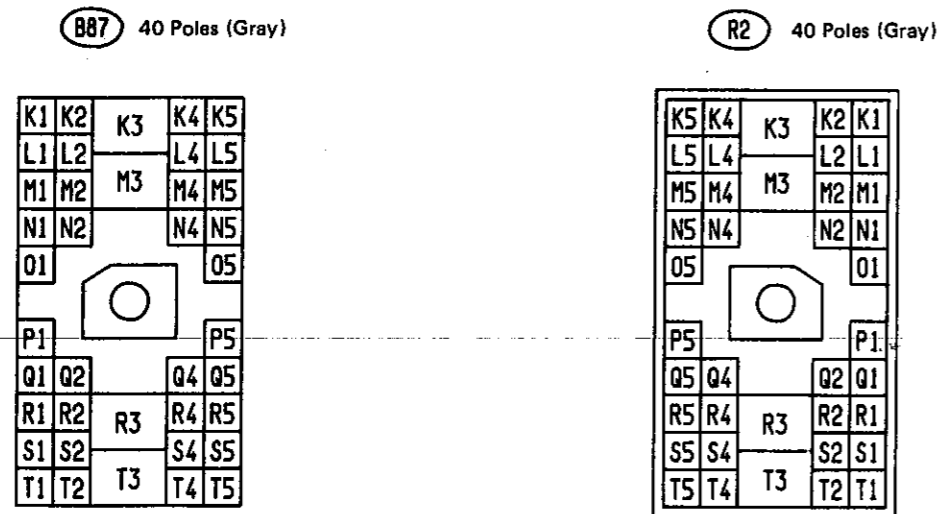 B87 40 Poles (Gray)
R2 40 Poles (Gray)
K1 K2 K3 K4 K5
L1 L2 L4 L5
M1 M2 M3 M4 M5
N1 N2 N4 N5
O1 O5
P1 P5
Q1 Q2 Q4 Q5
R1 R2 R3 R4 R5
S1 S2 S4 S5
T1 T2 T3 T4 T5
K5 K4 K3 K2 K1
L5 L4 L2 L1
M5 M4 M3 M2 M1
N5 N4 N2 N1
O5 O1
P5 P1
Q5 Q4 Q2 Q1
R5 R4 R3 R2 R1
S5 S4 S2 S1
T5 T4 T3 T2 T1